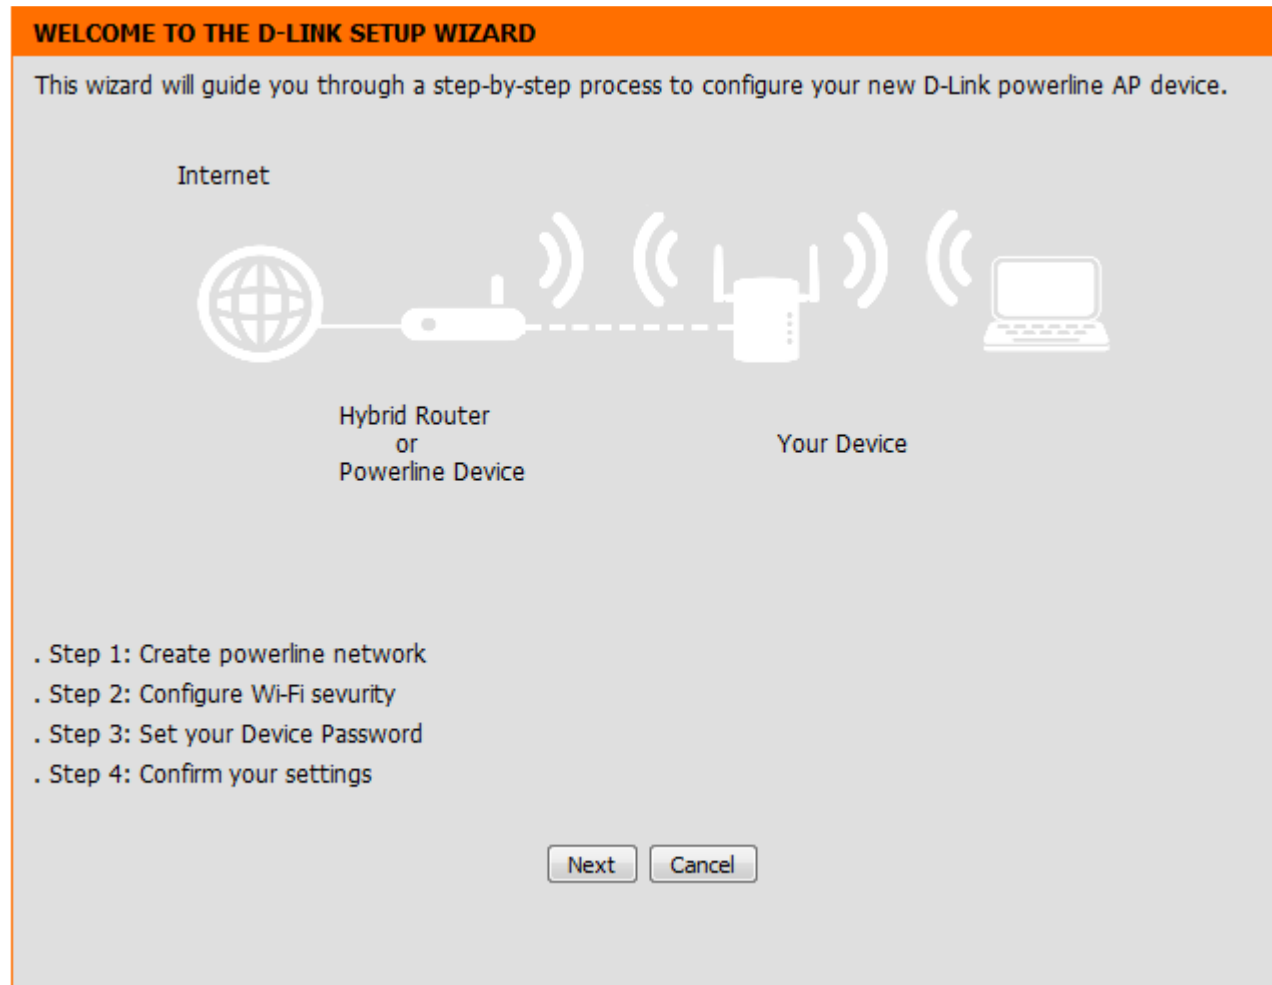 WELCOME TO THE D-LINK SETUP WIZARD
This wizard will guide you through a step-by-step process to configure your new D-Link powerline AP device.
Internet
Hybrid Router
or
Powerline Device
Your Device
. Step 1: Create powerline network
. Step 2: Configure Wi-Fi sevurity
. Step 3: Set your Device Password
. Step 4: Confirm your settings
Next Cancel